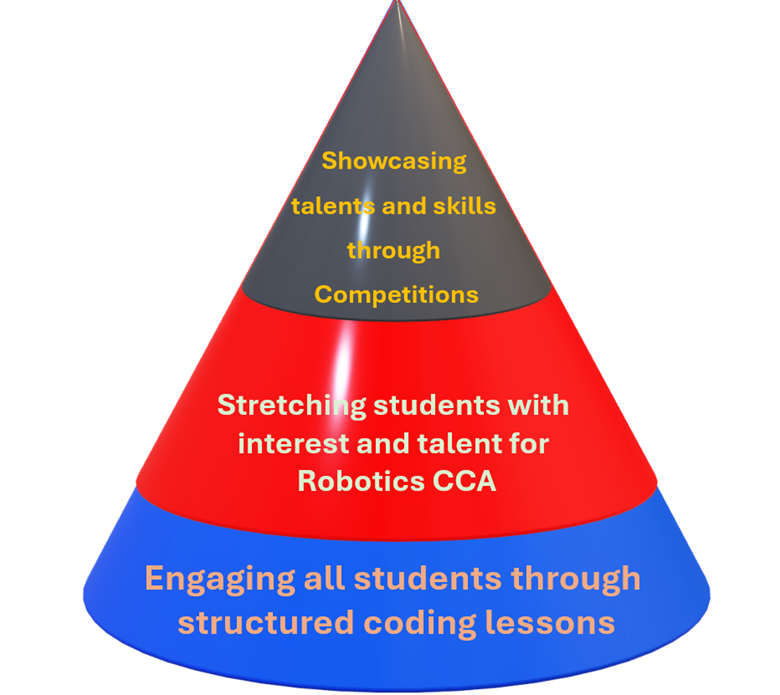 Showcasing
talents and skills
through
Competitions
Stretching students with
interest and talent for
Robotics CCA
Engaging all students through
structured coding lessons